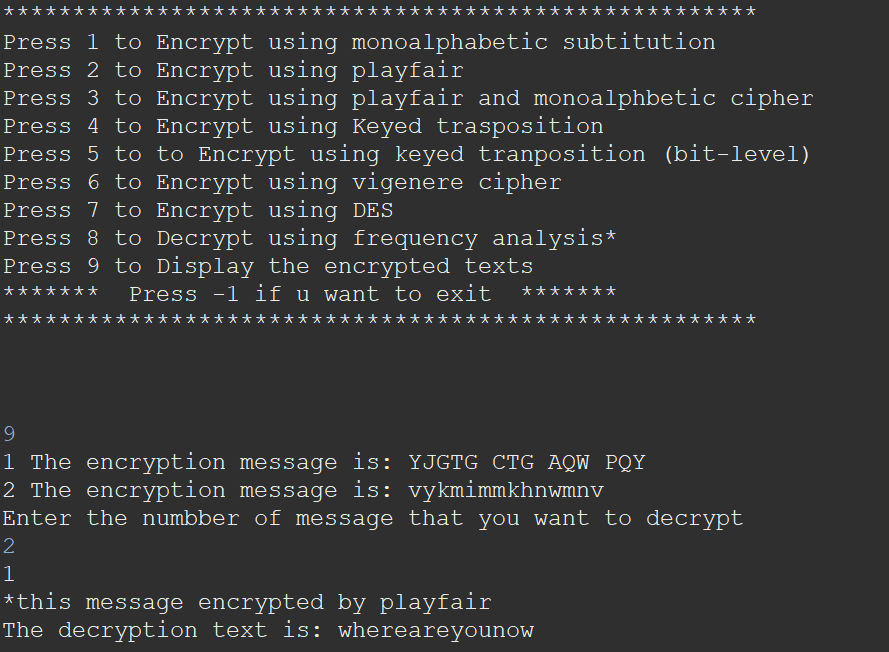 ******************************************************
Press 1 to Encrypt using monoalphabetic subtitution
Press 2 to Encrypt using playfair
Press 3 to Encrypt using playfair and monoalphbetic cipher
Press 4 to Encrypt using Keyed trasposition
Press 5 to to Encrypt using keyed tranposition (bit-level)
Press 6 to Encrypt using vigenere cipher
Press 7 to Encrypt using DES
Press 8 to Decrypt using frequency analysis*
Press 9 to Display the encrypted texts
*******  Press -1 if u want to exit  *******
******************************************************
9
1 The encryption message is: YJGTG CTG AQW PQY
2 The encryption message is: vykmimmkhnwmnv
Enter the numbber of message that you want to decrypt
2
1
*this message encrypted by playfair
The decryption text is: whereareyounow